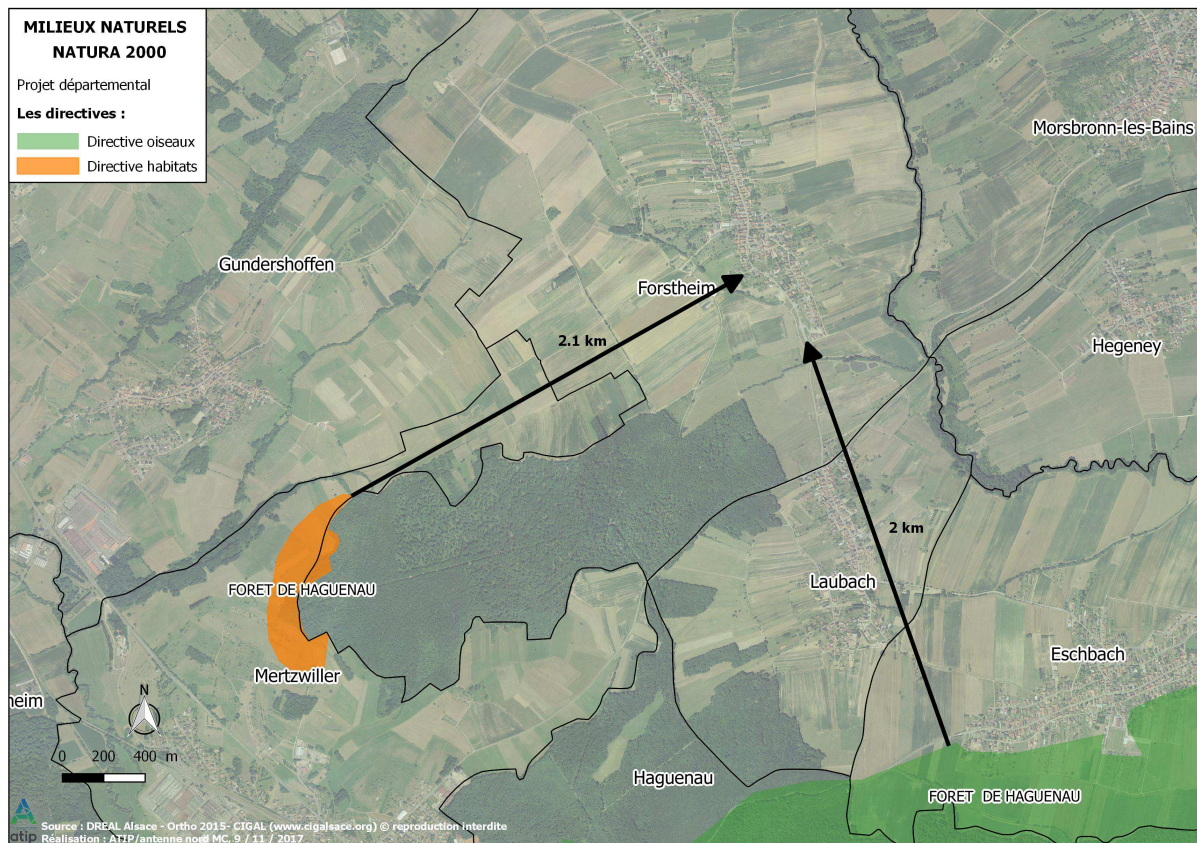 MILIEUX NATURELS
NATURA 2000
Projet départemental
Les directives :
Directive oiseaux
Directive habitats
Morsbronn-les-Bains
Gundershoffen
Forstheim
2.1 km
Hegeney
2 km
FORET DE HAGUENAU
Laubach
Eschbach
Mertzwiller
heim
N
0 200 400 m
Haguenau
FORET DE HAGUENAU
atip
Source : DREAL Alsace - Ortho 2015- CIGAL (www.cigalsace.org) © reproduction interdite
Réalisation : ATIP/antenne nord MC, 9 / 11 / 2017